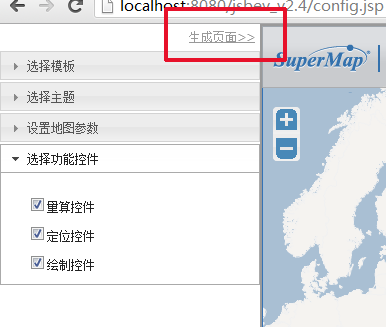 localhost:8080/jsbev_v2.4/config.jsp
生成页面>>
选择模板
选择主题
设置地图参数
选择功能控件
量算控件
定位控件
绘制控件
SuperMap